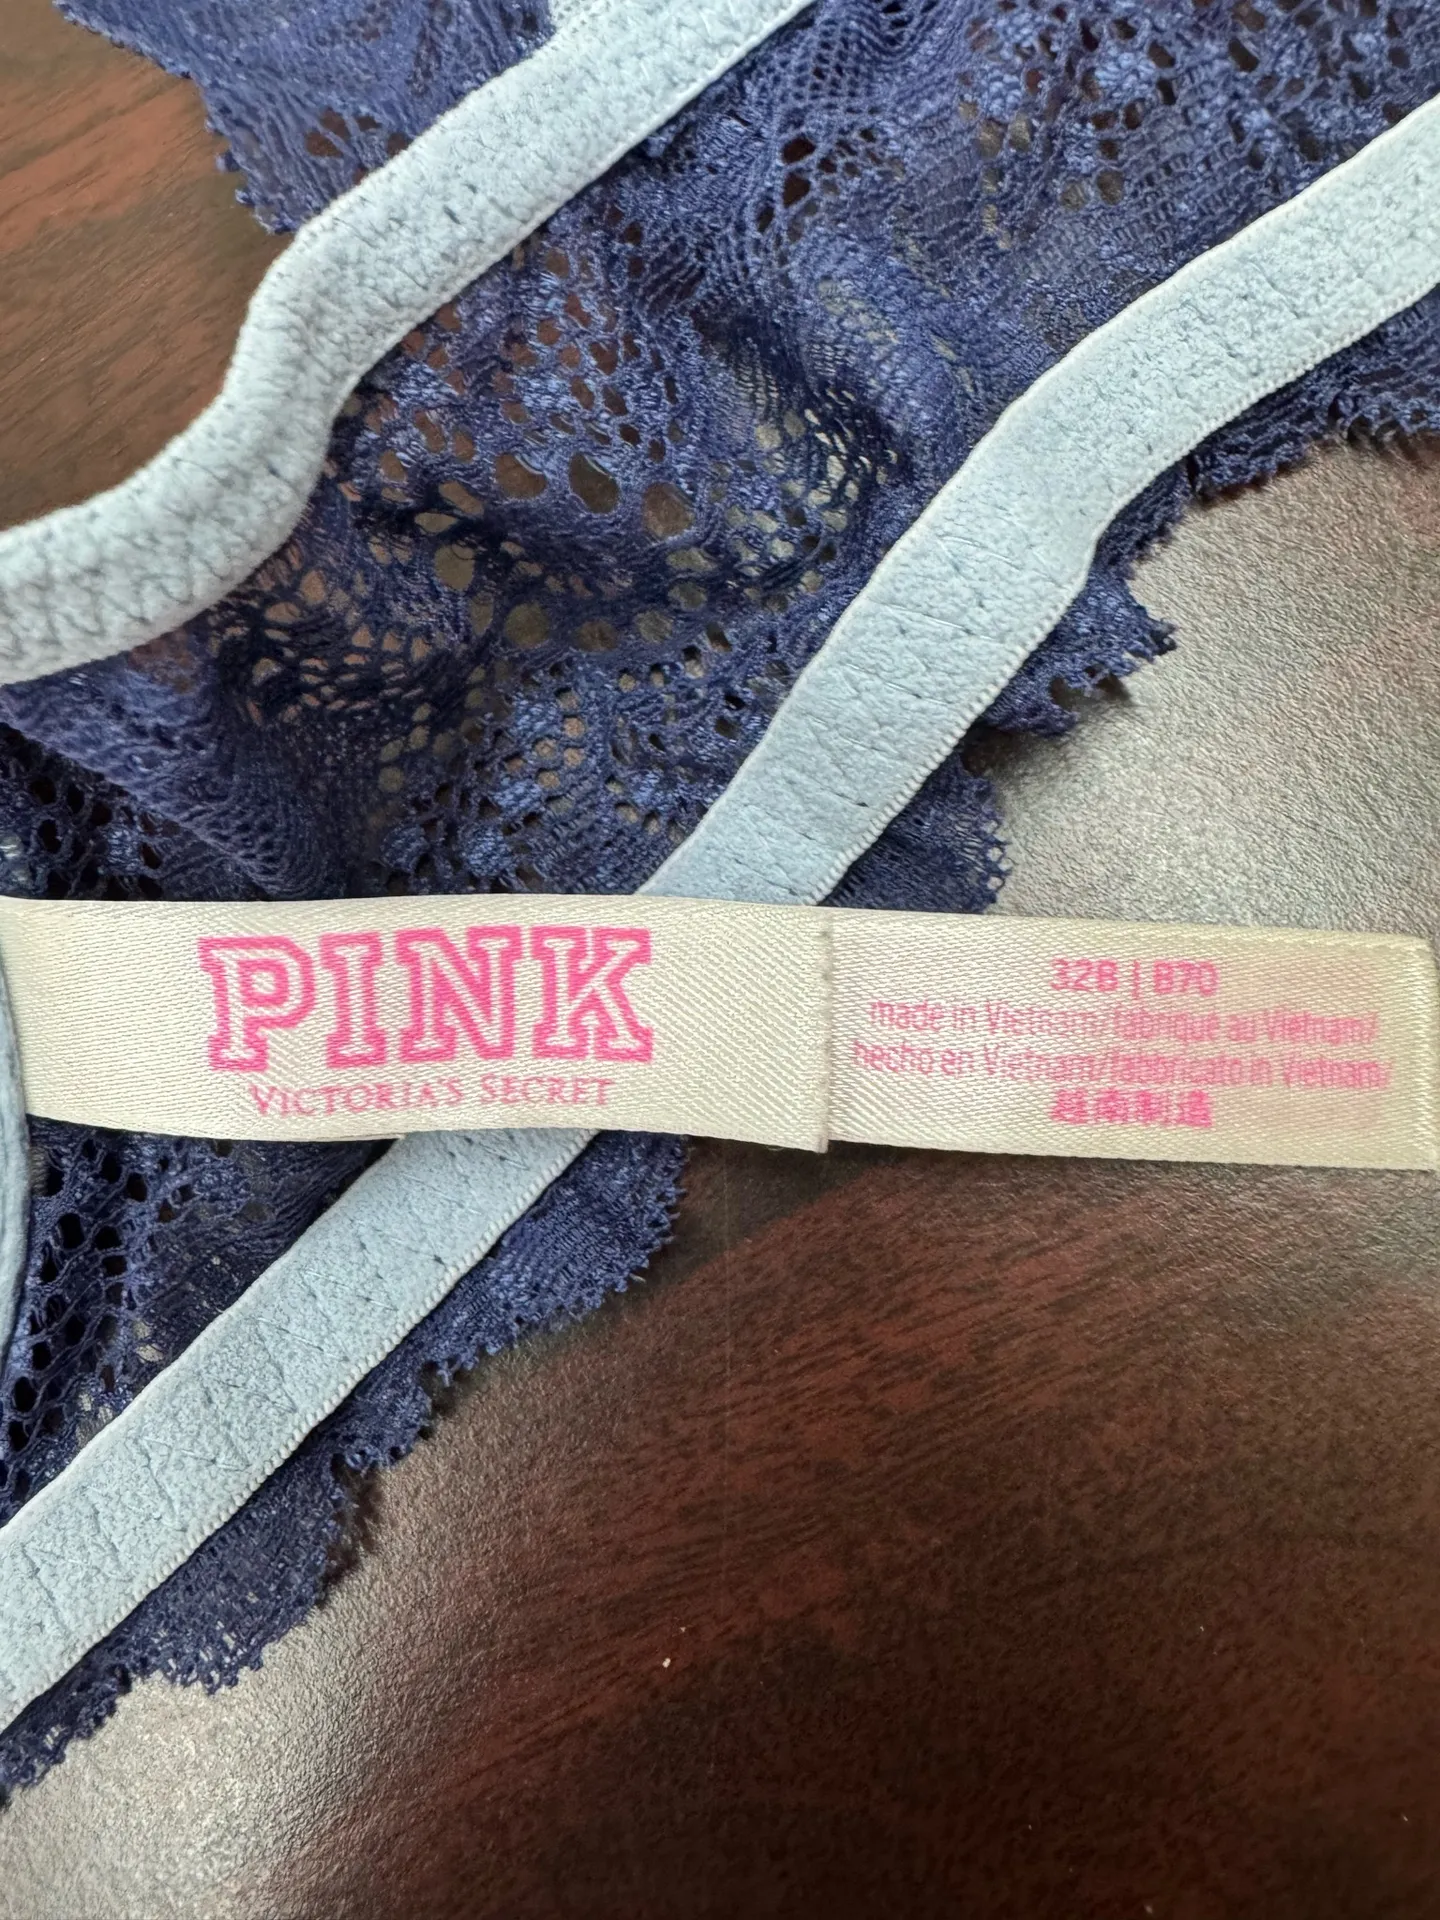 PINK
VICTORIA'S SECRET
32B | B70
made in Vietnam/fabriqué au Vietnam/
hecho en Vietnam/fabbricato in Vietnam/
越南制造